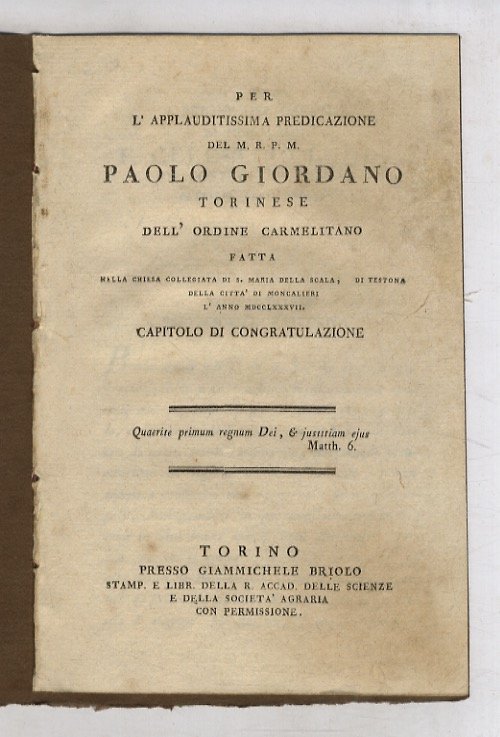 PER
L' APPLAUDITISSIMA PREDICAZIONE
DEL M. R. P. M.
PAOLO GIORDANO
TORINESE
DELL' ORDINE CARMELITANO
FATTA
NELLA CHIESA COLLEGIATA DI S. MARIA DELLA SCALA, DI TESTONA
DELLA CITTA' DI MONCALIERI
L' ANNO MDCCLXXXVII.
CAPITOLO DI CONGRATULAZIONE
Quaerite primum regnum Dei, & justitiam ejus
Matth. 6.
TORINO
PRESSO GIAMMICHELE BRIOLO
STAMP. E LIBR. DELLA R. ACCAD. DELLE SCIENZE
E DELLA SOCIETA' AGRARIA
CON PERMISSIONE.